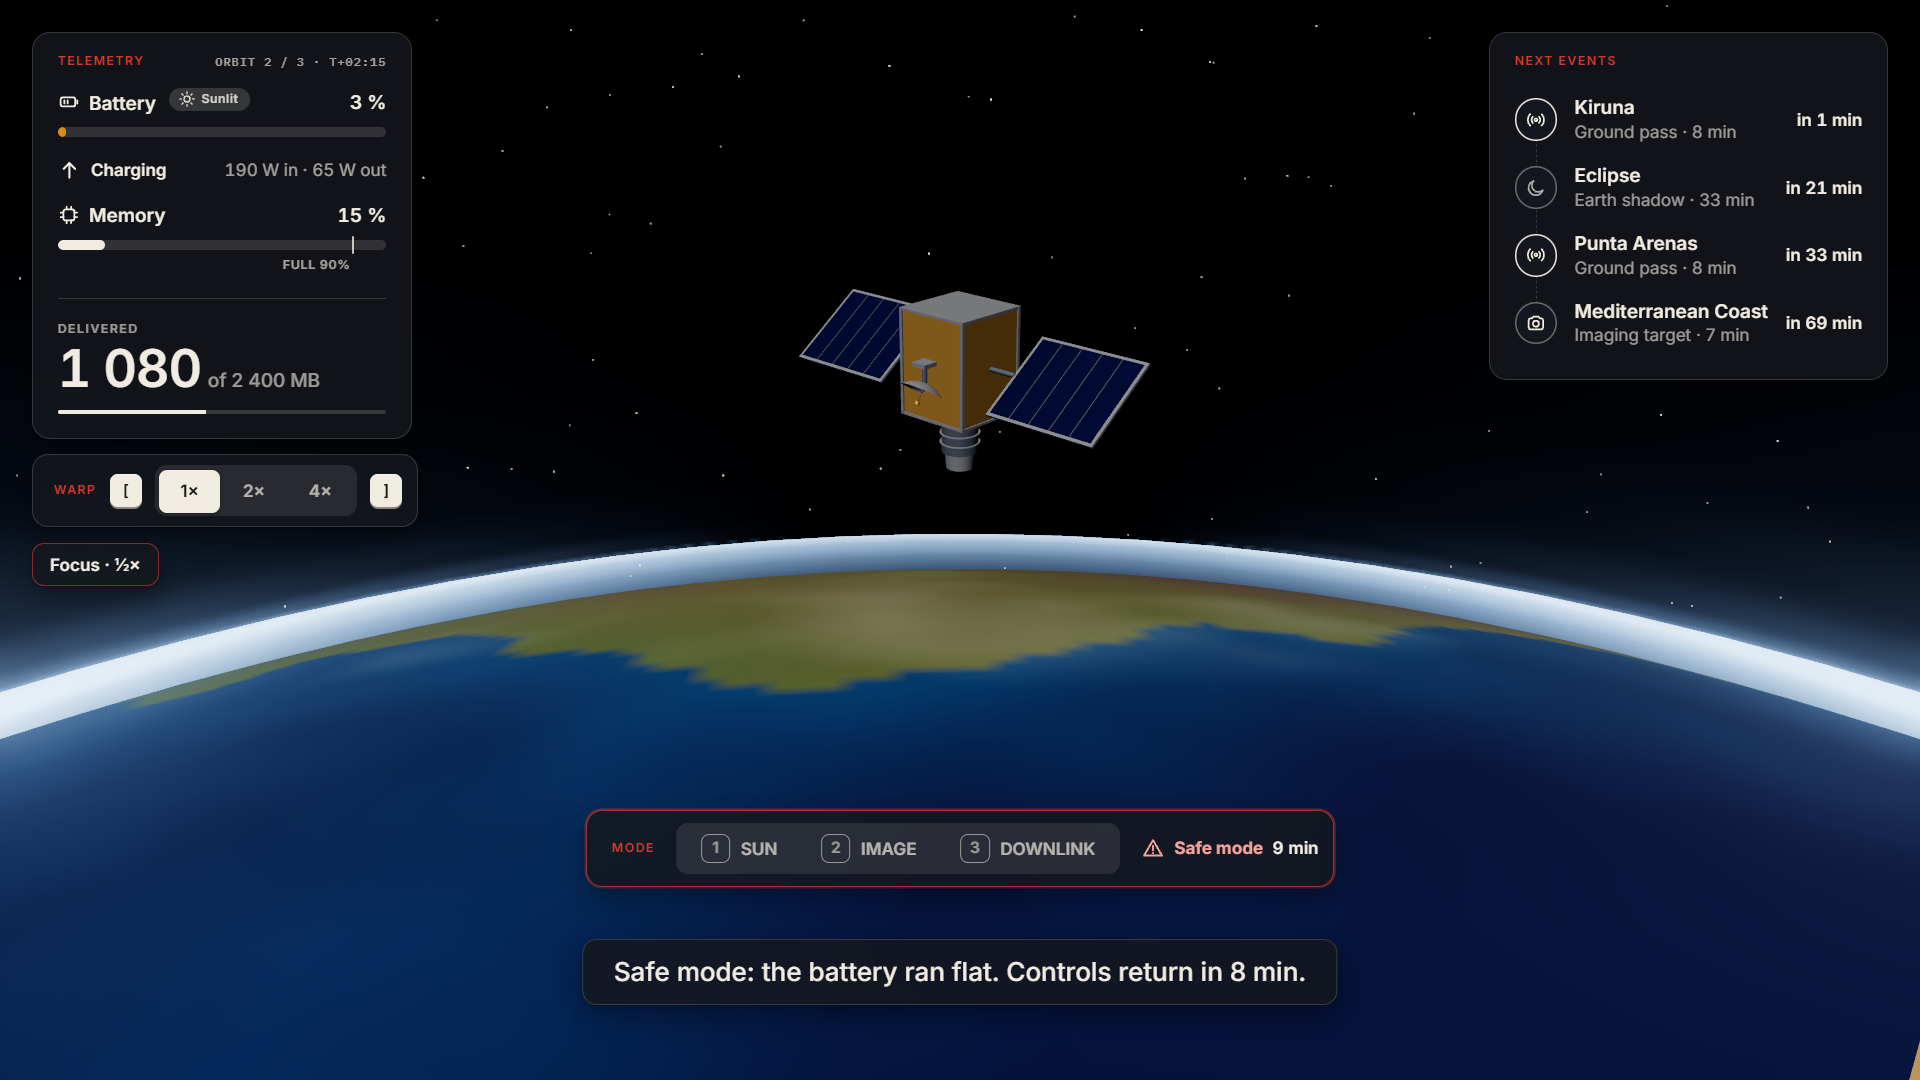 TELEMETRY
ORBIT 2 / 3 · T+02:15
Battery
Sunlit
3 %
Charging
190 W in · 65 W out
Memory
15 %
FULL 90%
DELIVERED
1 080 of 2 400 MB
WARP
[
1×
2×
4×
]
Focus · ½×
NEXT EVENTS
Kiruna
Ground pass · 8 min
in 1 min
Eclipse
Earth shadow · 33 min
in 21 min
Punta Arenas
Ground pass · 8 min
in 33 min
Mediterranean Coast
Imaging target · 7 min
in 69 min
MODE
1 SUN
2 IMAGE
3 DOWNLINK
Safe mode 9 min
Safe mode: the battery ran flat. Controls return in 8 min.